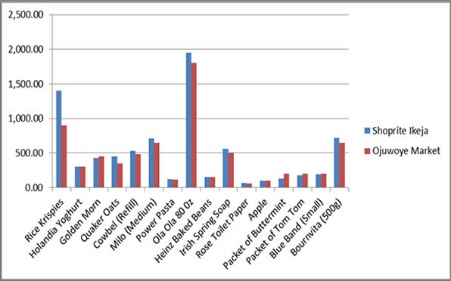 2,500.00
2,000.00
1,500.00
1,000.00
500.00
0.00
Shoprite Ikeja
Ojuwoye Market
Rice Krispies
Holandia Yoghurt
Golden Morn
Quaker Oats
Cowbel (Refill)
Milo (Medium)
Power Pasta
Ola Ola 80 Oz
Heinz Baked Beans
Irish Spring Soap
Rose Toilet Paper
Apple
Packet of Buttermint
Packet of Tom Tom
Blue Band (Small)
Bournvita (500g)